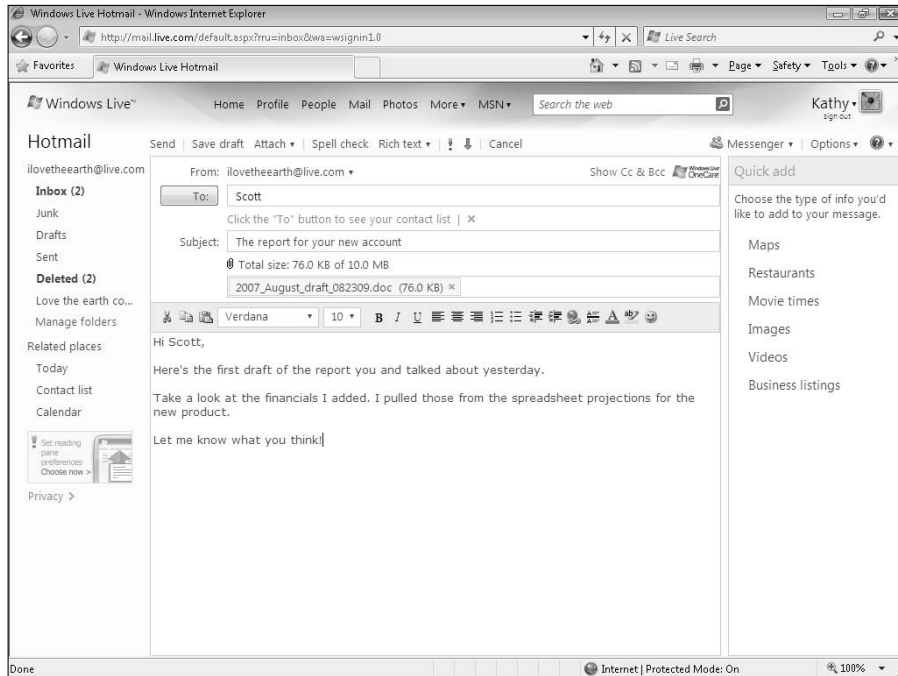 Windows Live Hotmail - Windows Internet Explorer
http://mail.live.com/default.aspx?rru=inbox&wa=wsignin1.0
Live Search
Favorites
Windows Live Hotmail
Page
Safety
Tools
Windows Live™
Home Profile People Mail Photos More MSN
Search the web
Kathy
sign out
Hotmail
Send | Save draft Attach | Spell check Rich text | Cancel
Messenger | Options
ilovetheearth@live.com
Inbox (2)
Junk
Drafts
Sent
Deleted (2)
Love the earth co...
Manage folders
Related places
Today
Contact list
Calendar
Set reading
pane
preferences
Choose now >
Privacy >
From: ilovetheearth@live.com
Show Cc & Bcc
Windows Live
OneCare
To: Scott
Click the "To" button to see your contact list | ×
Subject: The report for your new account
Total size: 76.0 KB of 10.0 MB
2007_August_draft_082309.doc (76.0 KB) ×
Verdana 10 B I U
Hi Scott,
Here's the first draft of the report you and talked about yesterday.
Take a look at the financials I added. I pulled those from the spreadsheet projections for the
new product.
Let me know what you think!
Quick add
Choose the type of info you'd
like to add to your message.
Maps
Restaurants
Movie times
Images
Videos
Business listings
Done
Internet | Protected Mode: On
100%